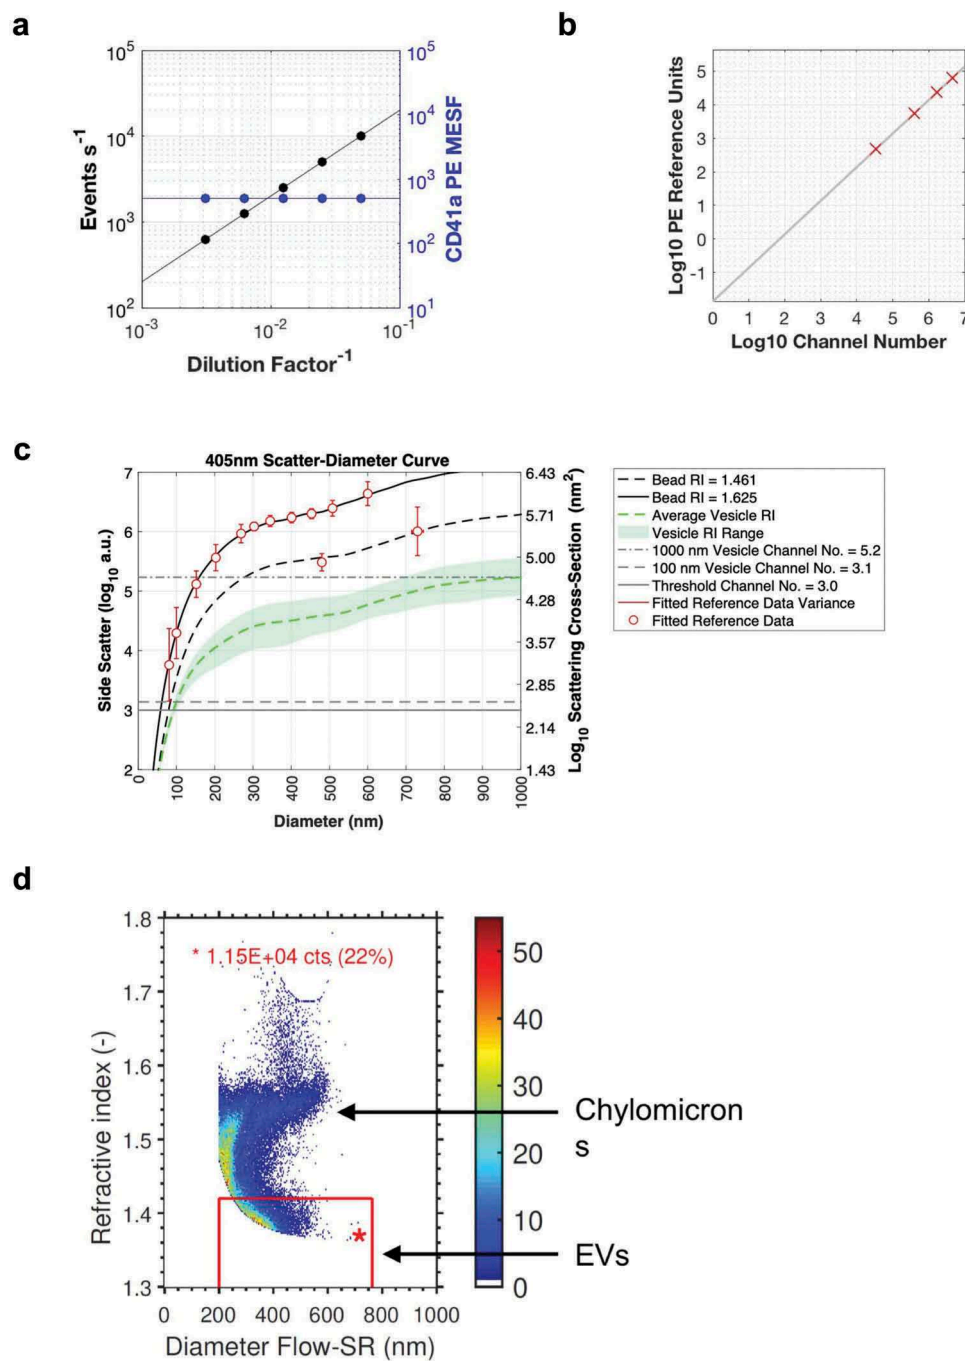 a
10^5
10^4
10^3
10^2
Events s^-1
10^5
10^4
10^3
10^2
10^1
CD41a PE MESF
10^-3
10^-2
10^-1
Dilution Factor^-1
b
5
4
3
2
1
0
-1
Log10 PE Reference Units
0 1 2 3 4 5 6 7
Log10 Channel Number
c
405nm Scatter-Diameter Curve
7
6
5
4
3
2
Side Scatter (log10 a.u.)
6.43
5.71
5.00
4.28
3.57
2.85
2.14
1.43
Log10 Scattering Cross-Section (nm^2)
0 100 200 300 400 500 600 700 800 900 1000
Diameter (nm)
Bead RI = 1.461
Bead RI = 1.625
Average Vesicle RI
Vesicle RI Range
1000 nm Vesicle Channel No. = 5.2
100 nm Vesicle Channel No. = 3.1
Threshold Channel No. = 3.0
Fitted Reference Data Variance
Fitted Reference Data
d
1.8
1.7
1.6
1.5
1.4
1.3
Refractive index (-)
* 1.15E+04 cts (22%)
*
0 200 400 600 800 1000
Diameter Flow-SR (nm)
50
40
30
20
10
0
Chylomicron
s
EVs